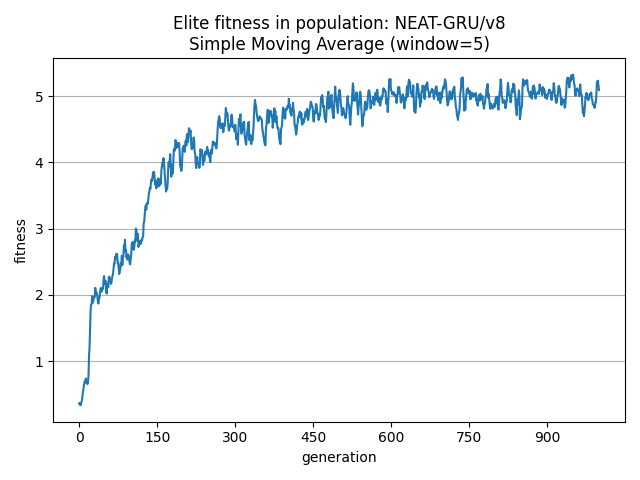 Elite fitness in population: NEAT-GRU/v8
Simple Moving Average (window=5)
fitness
5
4
3
2
1
0 150 300 450 600 750 900
generation